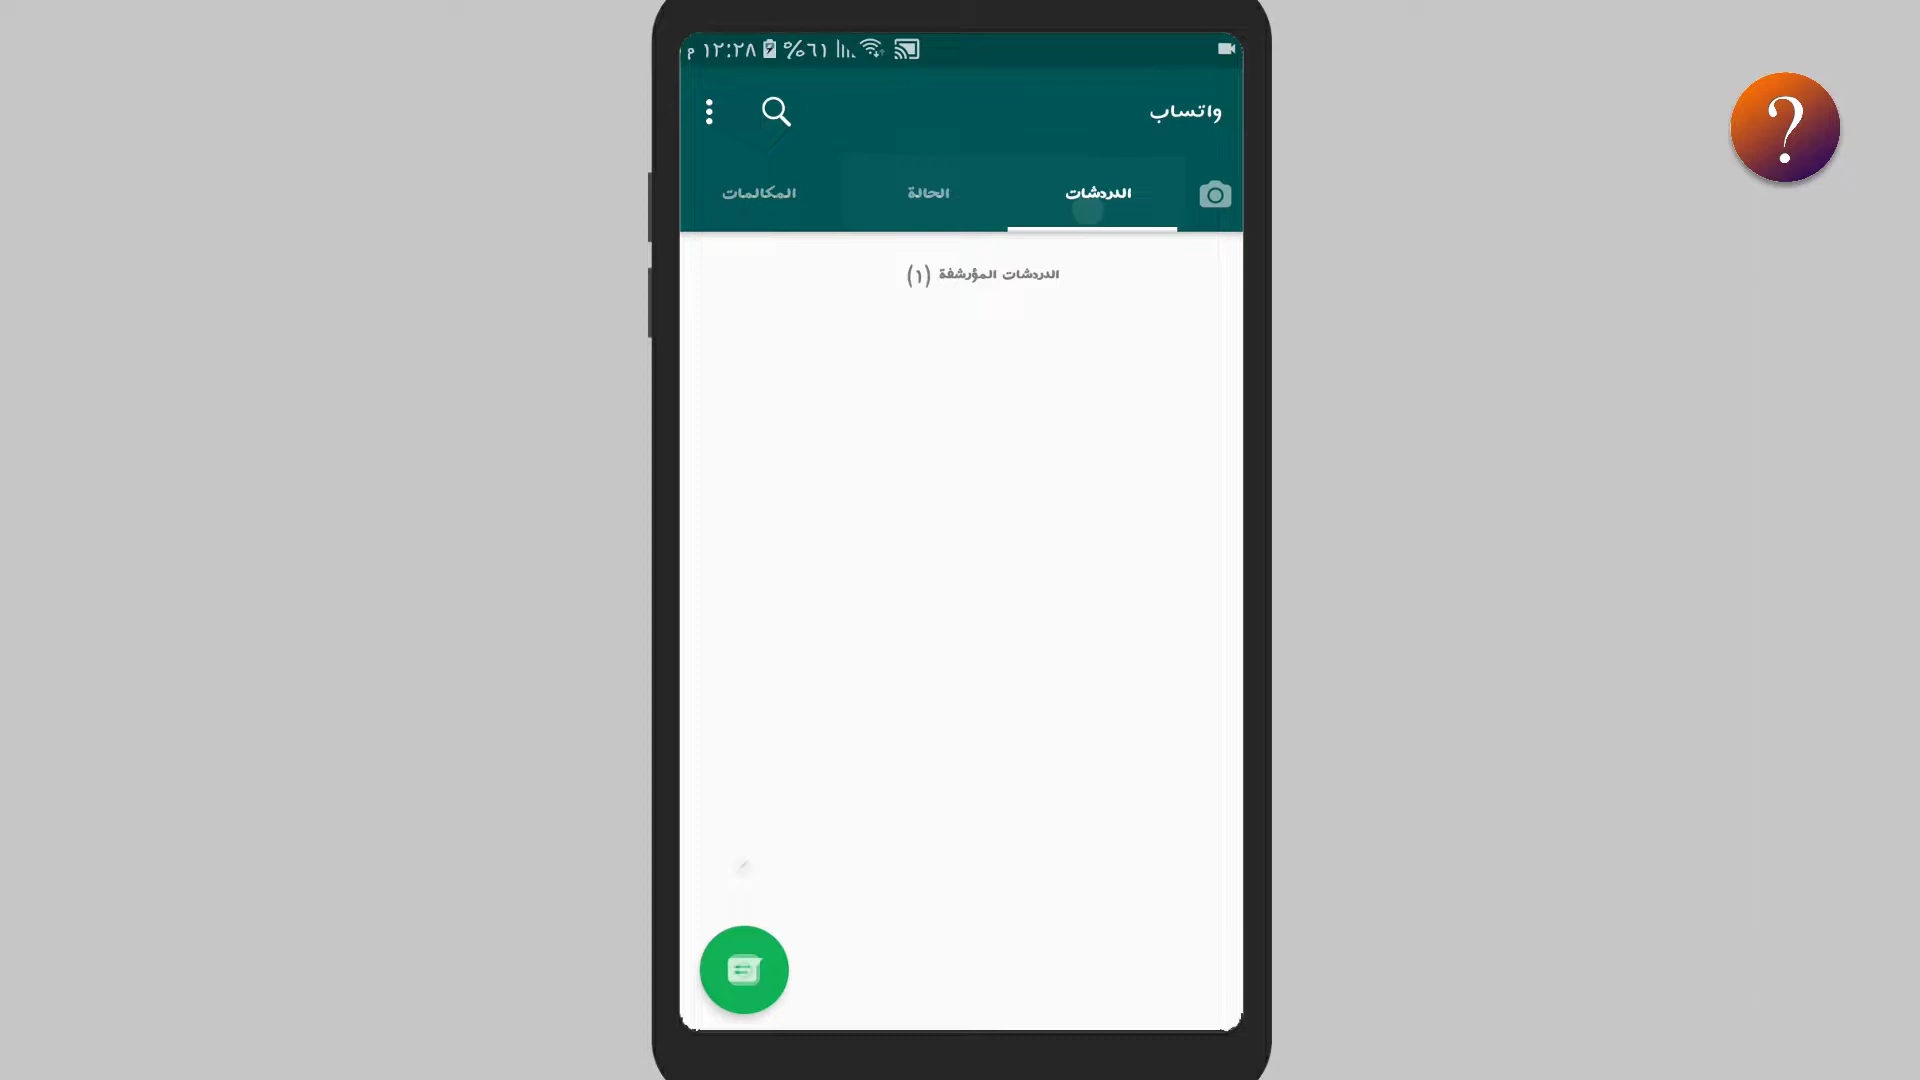 م ١٢:٢٨ %٦١
واتساب
الدردشات
الحالة
المكالمات
الدردشات المؤرشفة (١)
?